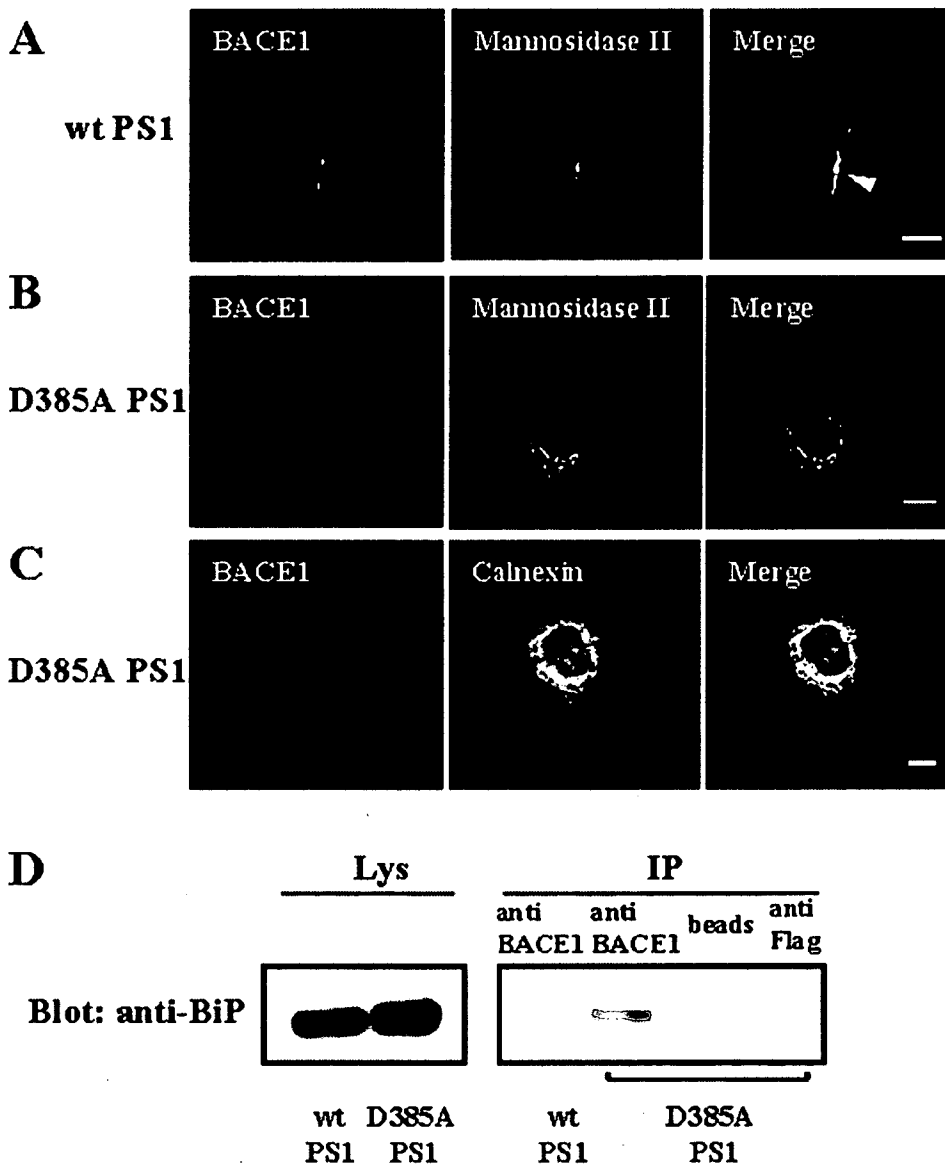 A
BACE1 Mannosidase II Merge
wt PS1
B
BACE1 Mannosidase II Merge
D385A PS1
C
BACE1 Calnexin Merge
D385A PS1
D
Lys IP
anti BACE1 anti BACE1 beads anti Flag
Blot: anti-BiP
wt PS1 D385A PS1 wt PS1 D385A PS1